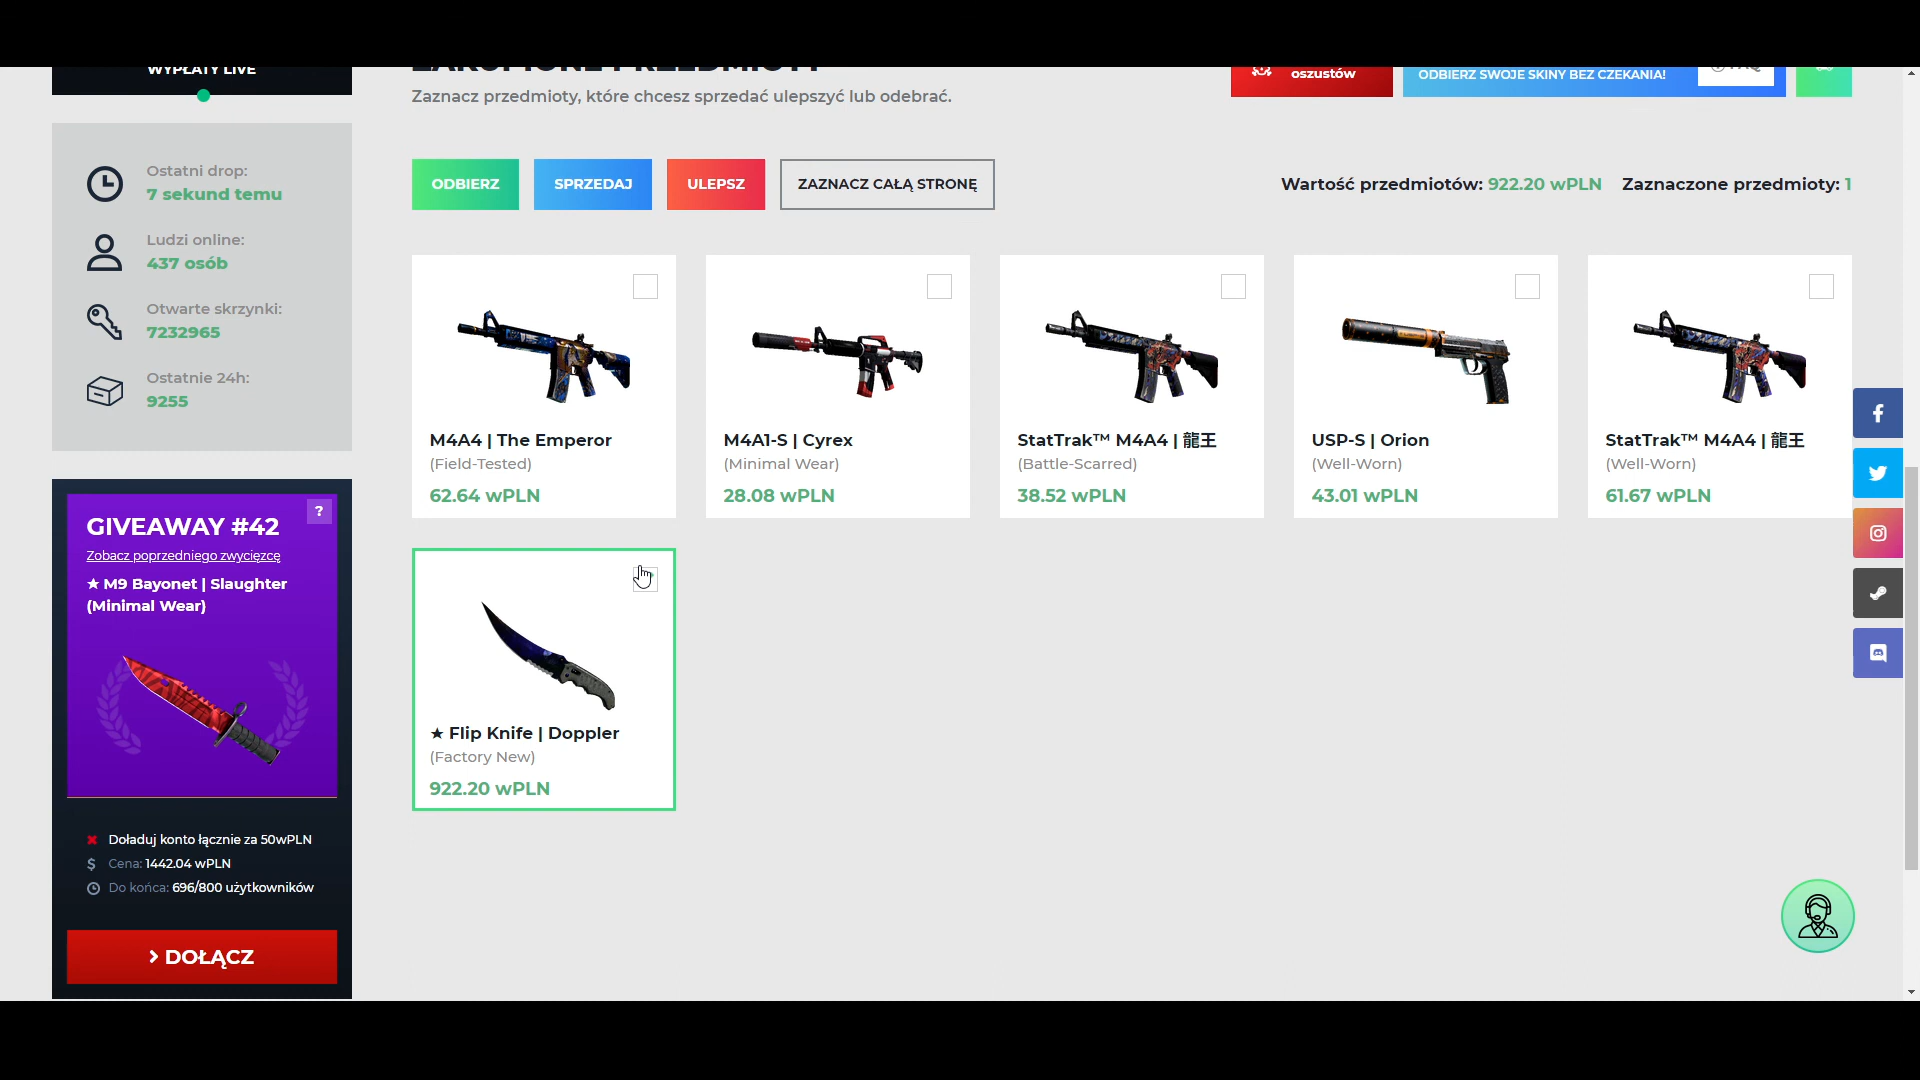 WYPŁATY LIVE
Zaznacz przedmioty, które chcesz sprzedać ulepszyć lub odebrać.
oszustów
ODBIERZ SWOJE SKINY BEZ CZEKANIA!
FAQ
Ostatni drop:
7 sekund temu
Ludzi online:
437 osób
Otwarte skrzynki:
7232965
Ostatnie 24h:
9255
ODBIERZ
SPRZEDAJ
ULEPSZ
ZAZNACZ CAŁĄ STRONĘ
Wartość przedmiotów: 922.20 wPLN
Zaznaczone przedmioty: 1
M4A4 | The Emperor
(Field-Tested)
62.64 wPLN
M4A1-S | Cyrex
(Minimal Wear)
28.08 wPLN
StatTrak™ M4A4 | 龍王
(Battle-Scarred)
38.52 wPLN
USP-S | Orion
(Well-Worn)
43.01 wPLN
StatTrak™ M4A4 | 龍王
(Well-Worn)
61.67 wPLN
★ Flip Knife | Doppler
(Factory New)
922.20 wPLN
GIVEAWAY #42
?
Zobacz poprzedniego zwycięzcę
★ M9 Bayonet | Slaughter
(Minimal Wear)
Doładuj konto łącznie za 50wPLN
$ Cena: 1442.04 wPLN
Do końca: 696/800 użytkowników
> DOŁĄCZ